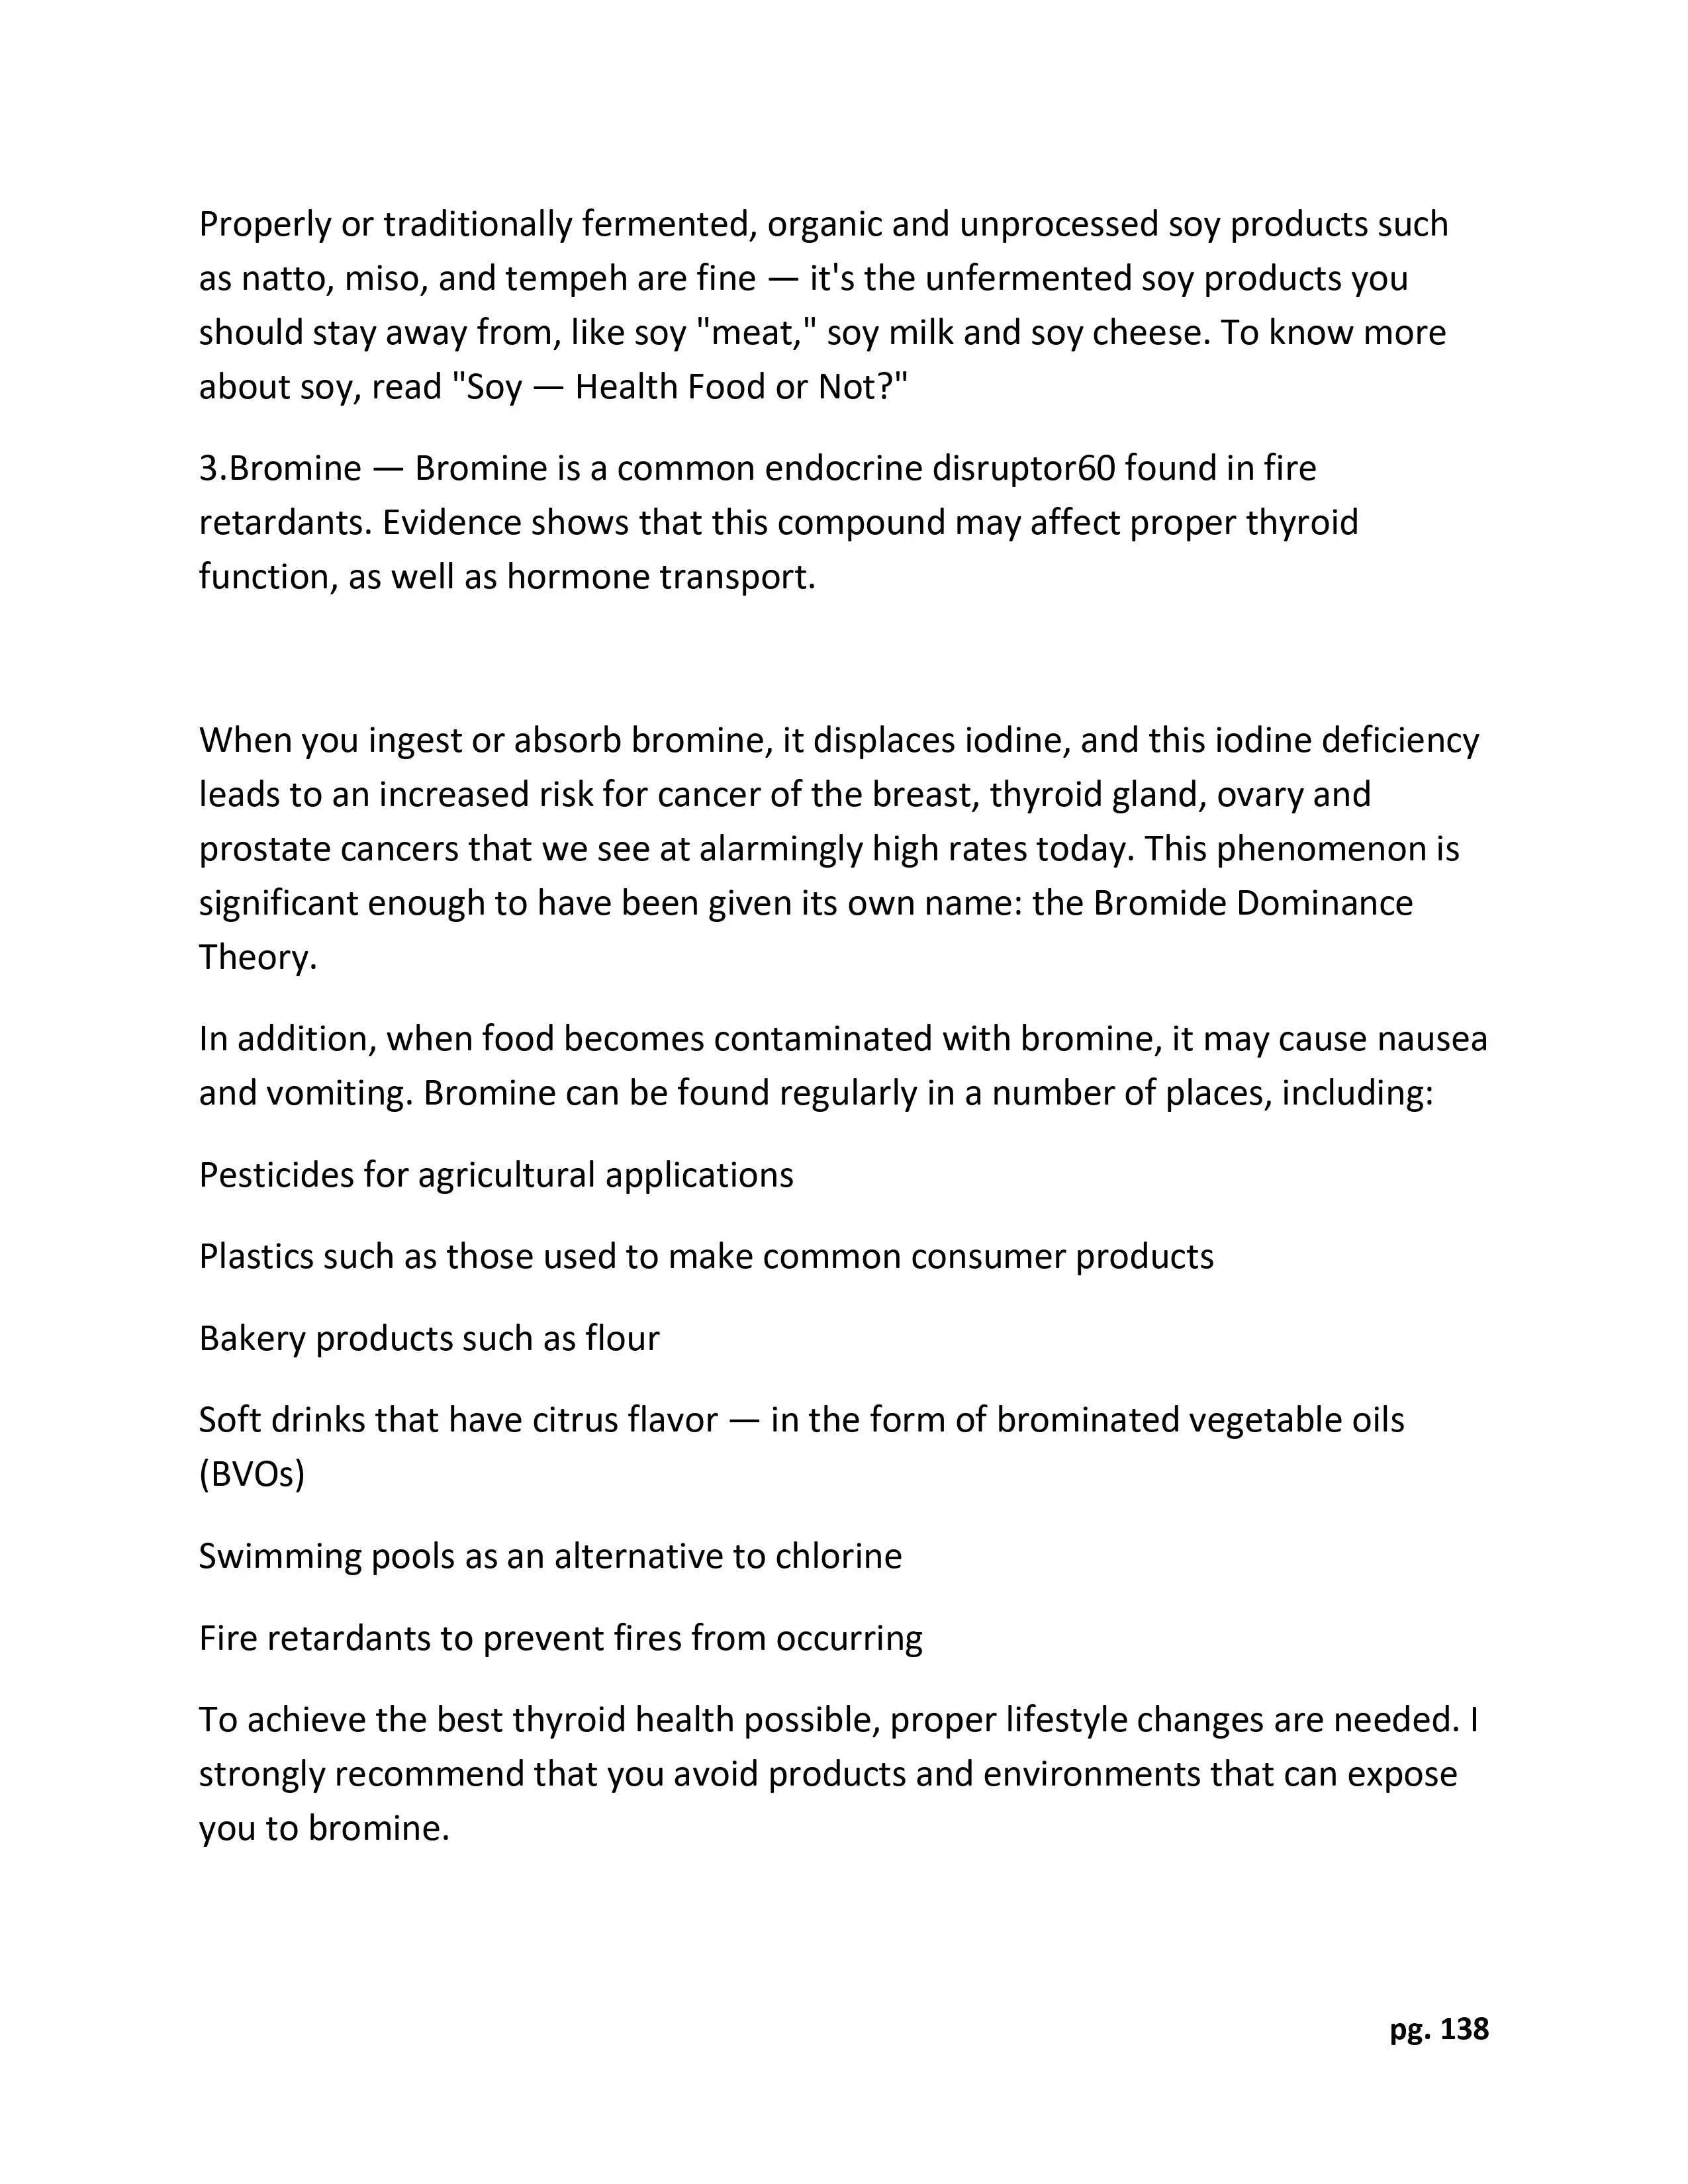 Properly or traditionally fermented, organic and unprocessed soy products such
as natto, miso, and tempeh are fine — it's the unfermented soy products you
should stay away from, like soy "meat," soy milk and soy cheese. To know more
about soy, read "Soy — Health Food or Not?"
3.Bromine — Bromine is a common endocrine disruptor60 found in fire
retardants. Evidence shows that this compound may affect proper thyroid
function, as well as hormone transport.
When you ingest or absorb bromine, it displaces iodine, and this iodine deficiency
leads to an increased risk for cancer of the breast, thyroid gland, ovary and
prostate cancers that we see at alarmingly high rates today. This phenomenon is
significant enough to have been given its own name: the Bromide Dominance
Theory.
In addition, when food becomes contaminated with bromine, it may cause nausea
and vomiting. Bromine can be found regularly in a number of places, including:
Pesticides for agricultural applications
Plastics such as those used to make common consumer products
Bakery products such as flour
Soft drinks that have citrus flavor — in the form of brominated vegetable oils
(BVOs)
Swimming pools as an alternative to chlorine
Fire retardants to prevent fires from occurring
To achieve the best thyroid health possible, proper lifestyle changes are needed. I
strongly recommend that you avoid products and environments that can expose
you to bromine.
pg. 138